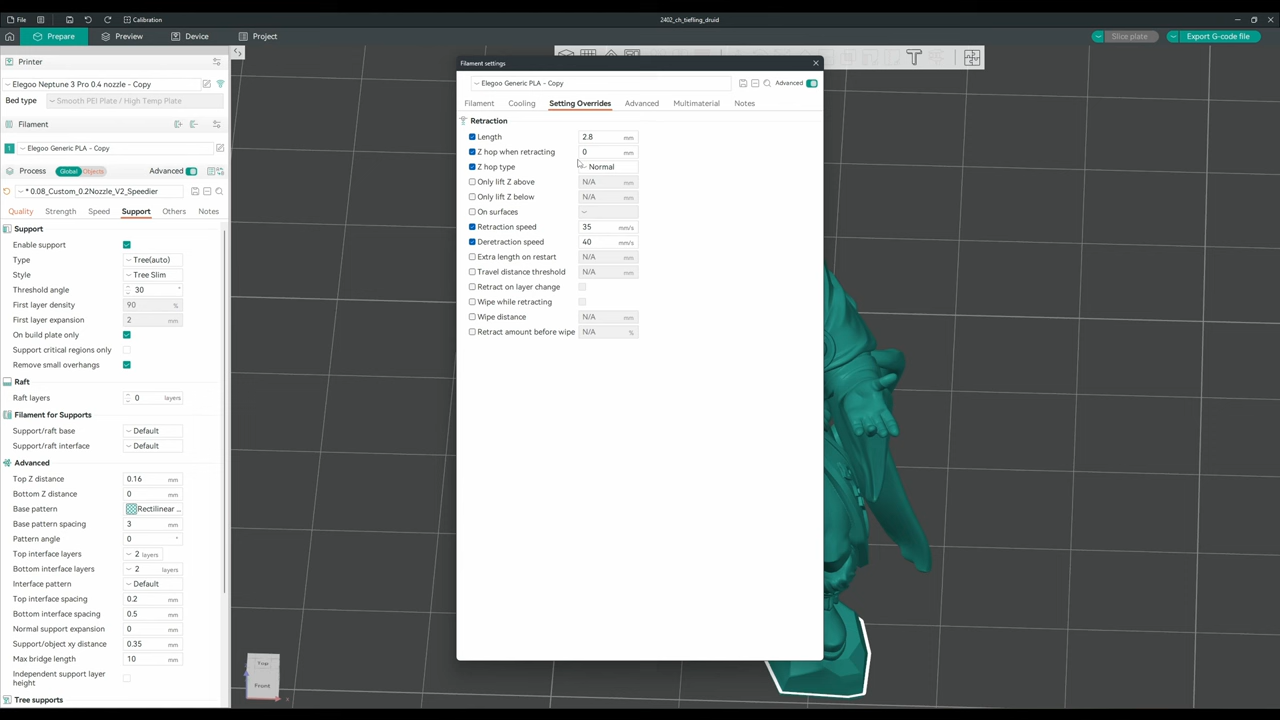 File
Calibration
2402_ch_tiefling_druid
Prepare
Preview
Device
Project
Slice plate
Export G-code file
Printer
Elegoo Neptune 3 Pro 0.4 nozzle - Copy
Bed type
Smooth PEI Plate / High Temp Plate
Filament
1 Elegoo Generic PLA - Copy
Process Global Objects Advanced
* 0.08_Custom_0.2Nozzle_V2_Speedier
Quality Strength Speed Support Others Notes
Support
Enable support
Type Tree(auto)
Style Tree Slim
Threshold angle 30 °
First layer density 90 %
First layer expansion 2 mm
On build plate only
Support critical regions only
Remove small overhangs
Raft
Raft layers 0 layers
Filament for Supports
Support/raft base Default
Support/raft interface Default
Advanced
Top Z distance 0.16 mm
Bottom Z distance 0 mm
Base pattern Rectilinear ...
Base pattern spacing 3 mm
Pattern angle 0 °
Top interface layers 2 layers
Bottom interface layers 2 layers
Interface pattern Default
Top interface spacing 0.2 mm
Bottom interface spacing 0.5 mm
Normal support expansion 0 mm
Support/object xy distance 0.35 mm
Max bridge length 10 mm
Independent support layer
height
Tree supports
Filament settings
Elegoo Generic PLA - Copy Advanced
Filament Cooling Setting Overrides Advanced Multimaterial Notes
Retraction
Length 2.8 mm
Z hop when retracting 0 mm
Z hop type Normal
Only lift Z above N/A mm
Only lift Z below N/A mm
On surfaces
Retraction speed 35 mm/s
Deretraction speed 40 mm/s
Extra length on restart N/A mm
Travel distance threshold N/A mm
Retract on layer change
Wipe while retracting
Wipe distance N/A mm
Retract amount before wipe N/A %
Top
Front